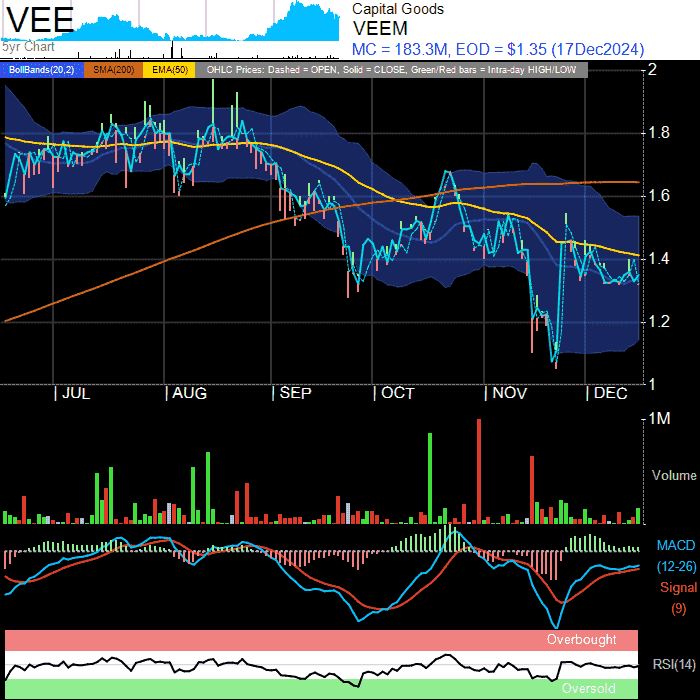 VEE
Capital Goods
VEEM
5yr Chart
MC = 183.3M, EOD = $1.35 (17Dec2024)
BollBands(20,2) SMA(200) EMA(50) OHLC Prices: Dashed = OPEN, Solid = CLOSE, Green/Red bars = Intra-day HIGH/LOW
2
1.8
1.6
1.4
1.2
1
JUL AUG SEP OCT NOV DEC
1M
Volume
MACD
(12-26)
Signal
(9)
Overbought
RSI(14)
Oversold